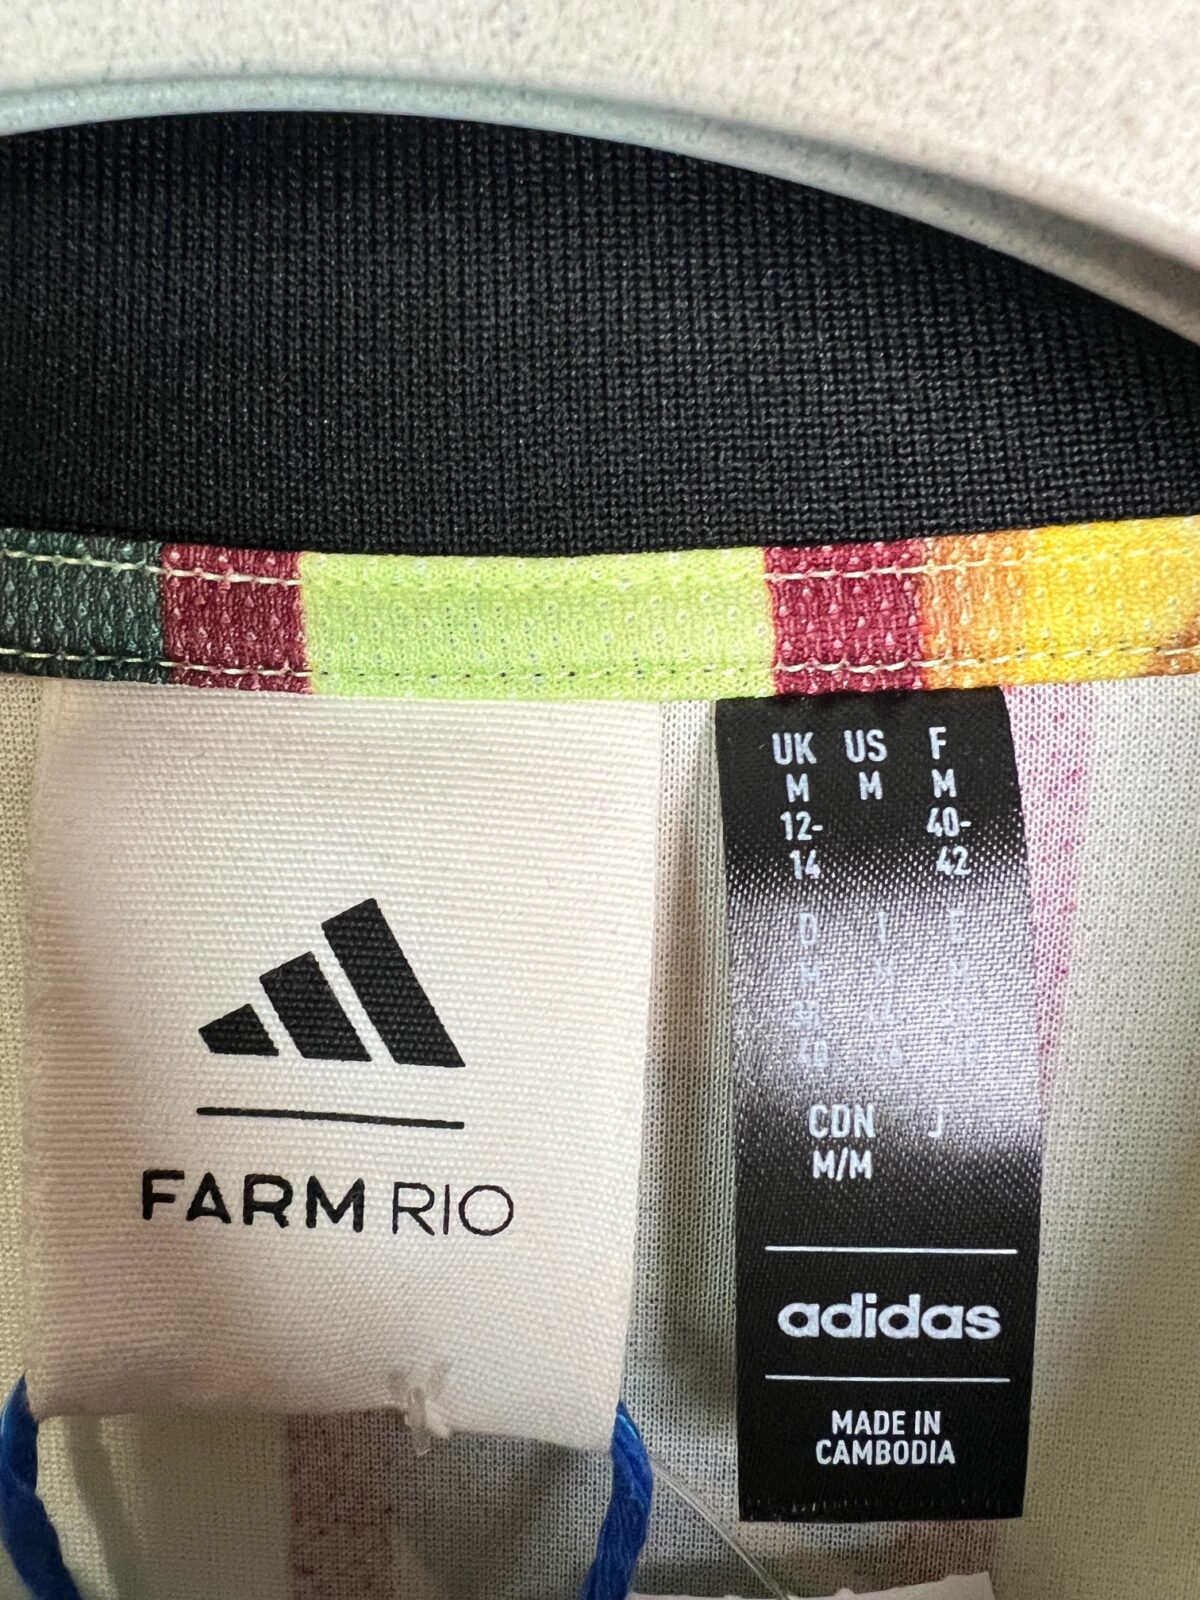 FARM RIO
UK US F
M M M
12- 40-
14 42
D I E
CDN J
M/M
adidas
MADE IN
CAMBODIA